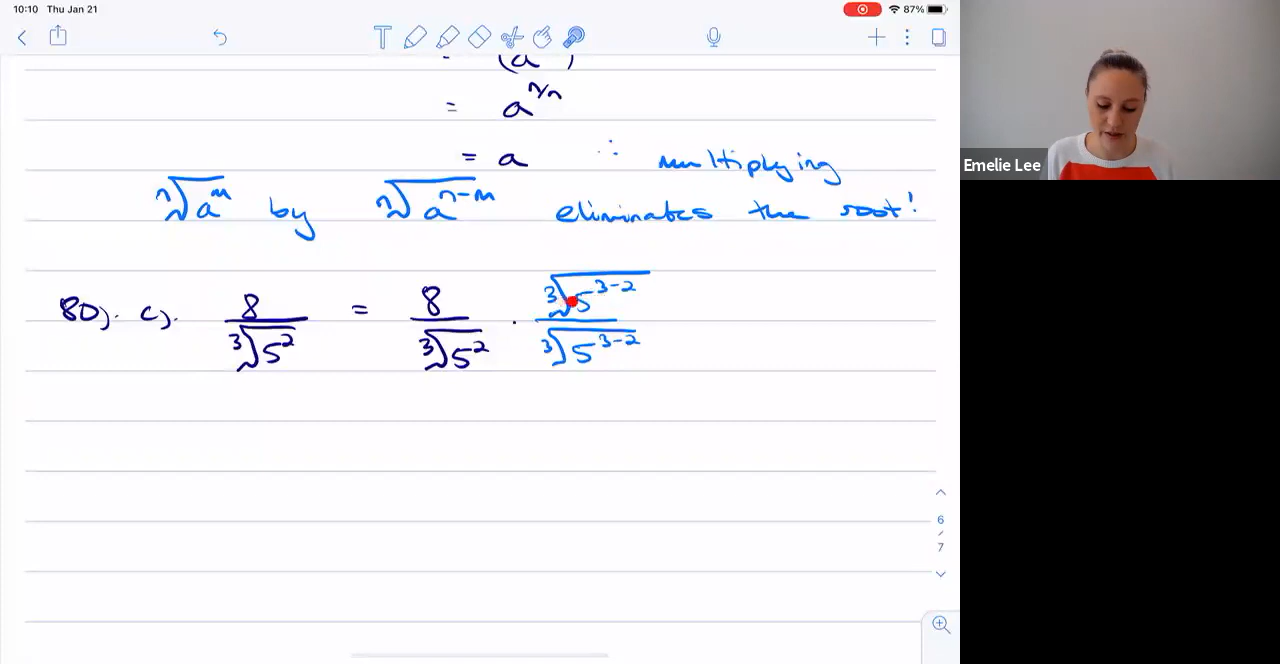 10:10 Thu Jan 21 87%
T
= (a )
= a^{n/n}
= a ∴ multiplying
ⁿ√(a^m) by ⁿ√(a^{n-m}) eliminates the root!
80). c). 8/∛(5²) = 8/∛(5²) · ∛(5^{3-2})/∛(5^{3-2})
6
/
7
Emelie Lee